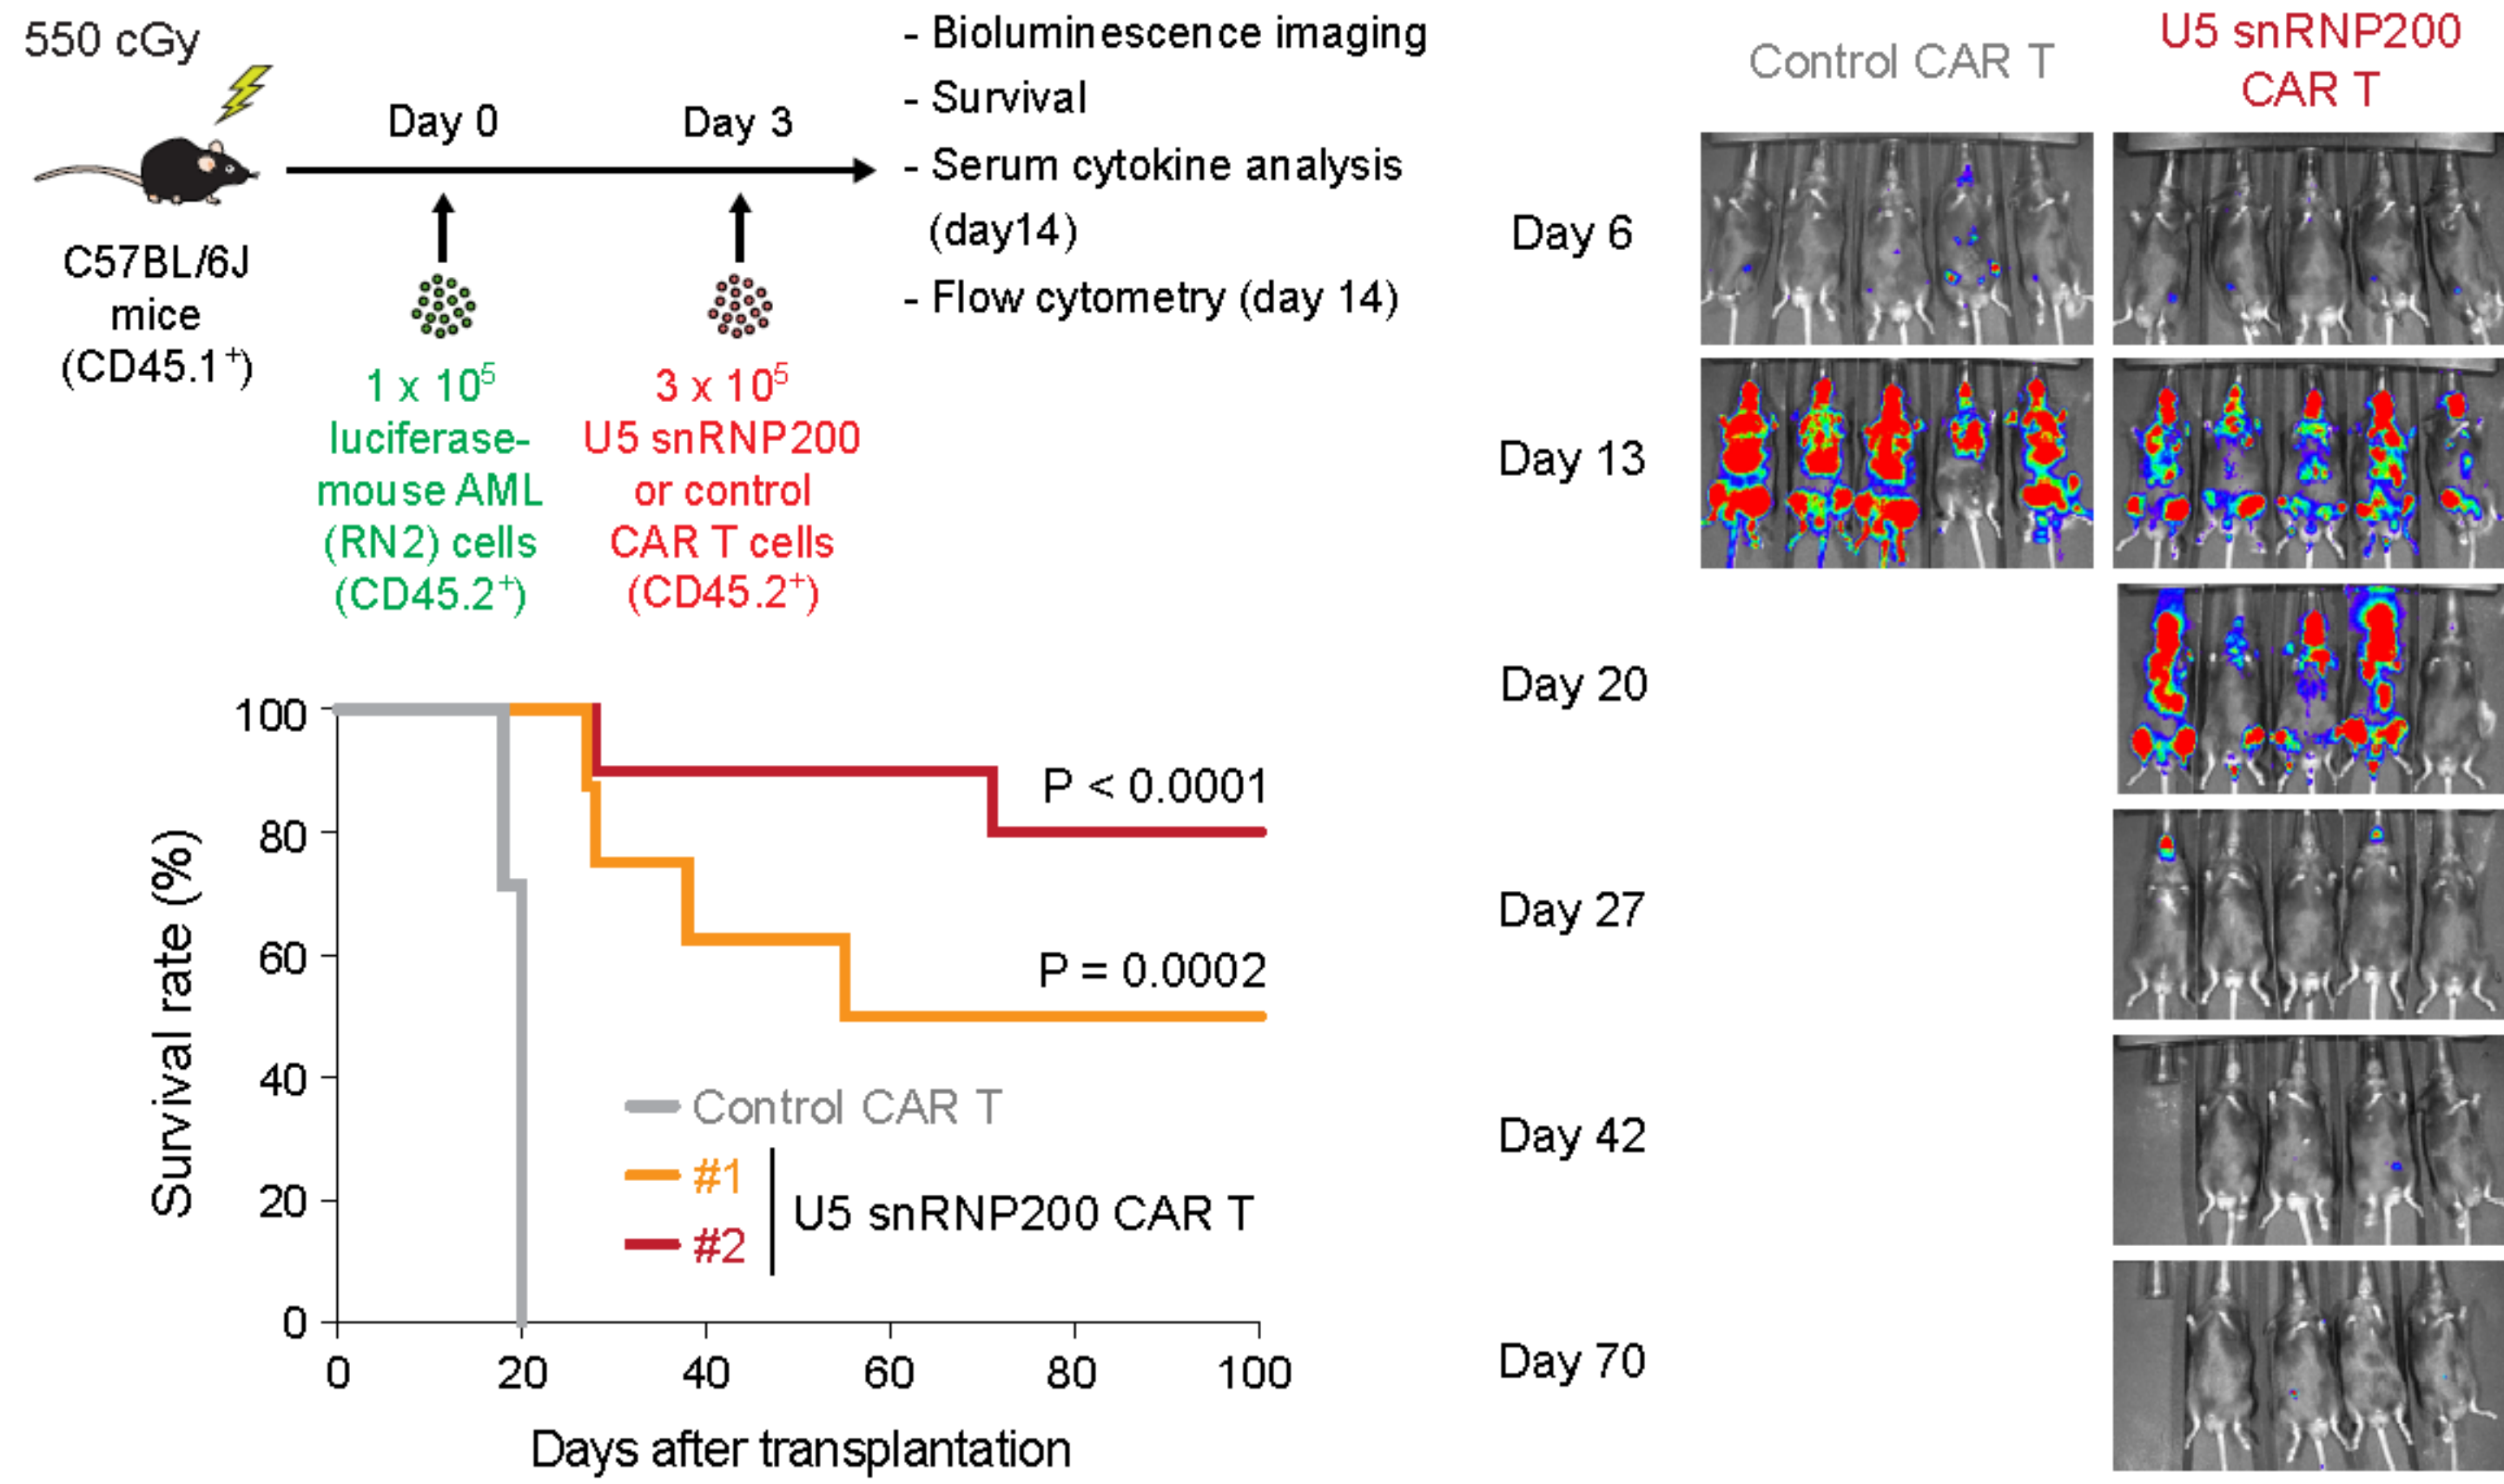 550 cGy
C57BL/6J
mice
(CD45.1⁺)
Day 0
Day 3
1 x 10⁵
luciferase-
mouse AML
(RN2) cells
(CD45.2⁺)
3 x 10⁵
U5 snRNP200
or control
CAR T cells
(CD45.2⁺)
- Bioluminescence imaging
- Survival
- Serum cytokine analysis
(day14)
- Flow cytometry (day 14)
Survival rate (%)
100
80
60
40
20
0
0 20 40 60 80 100
Days after transplantation
P < 0.0001
P = 0.0002
Control CAR T
#1
#2
U5 snRNP200 CAR T
Control CAR T
U5 snRNP200
CAR T
Day 6
Day 13
Day 20
Day 27
Day 42
Day 70